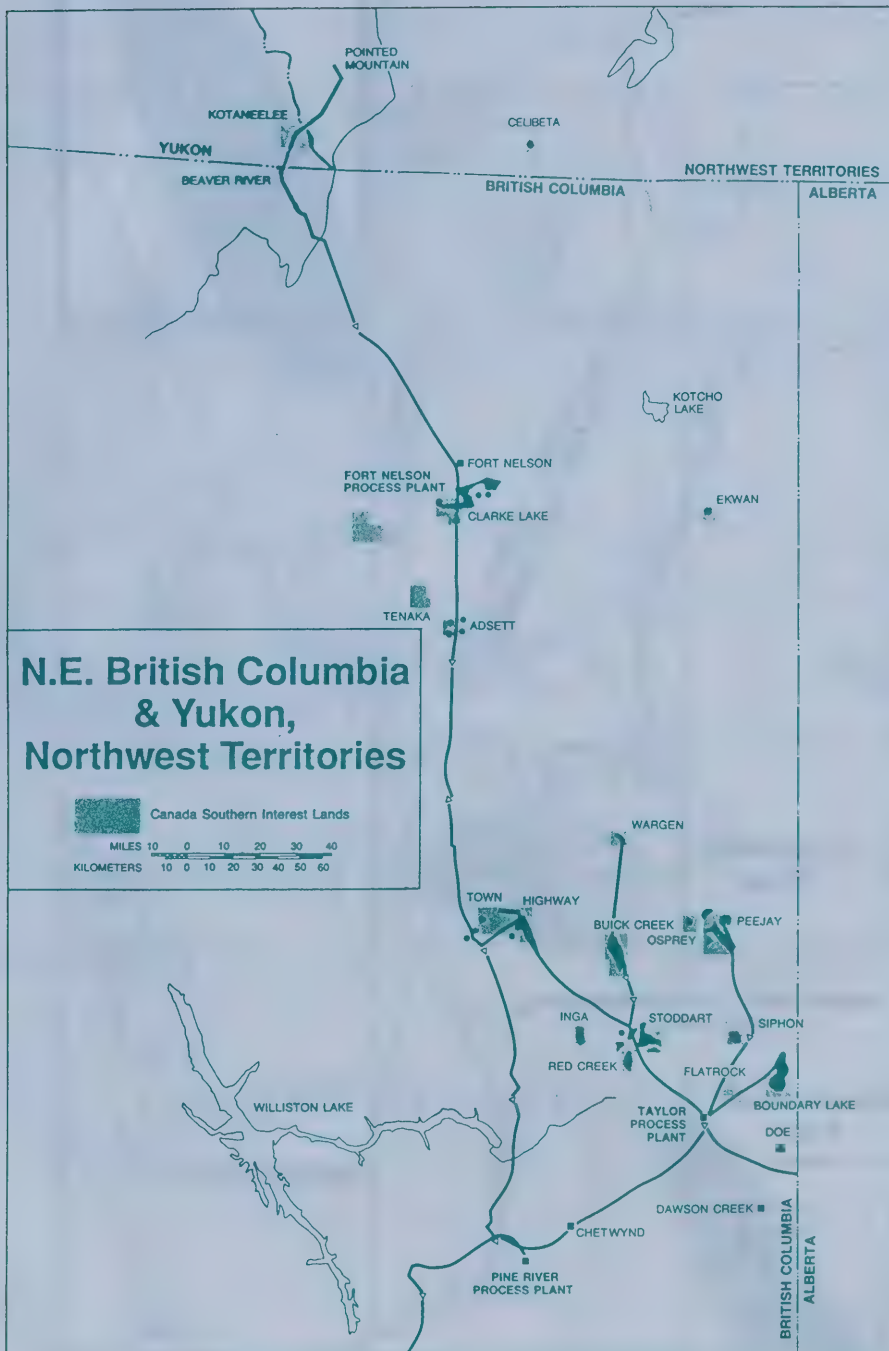 POINTED
MOUNTAIN
KOTANEELEE
CELIBETA
YUKON
NORTHWEST TERRITORIES
BEAVER RIVER
BRITISH COLUMBIA
ALBERTA
KOTCHO
LAKE
FORT NELSON
FORT NELSON
PROCESS PLANT
EKWAN
CLARKE LAKE
TENAKA
ADSETT
N.E. British Columbia
& Yukon,
Northwest Territories
Canada Southern Interest Lands
MILES 10 0 10 20 30 40
KILOMETERS 10 0 10 20 30 40 50 60
WARGEN
TOWN
HIGHWAY
BUICK CREEK
PEEJAY
OSPREY
INGA
STODDART
SIPHON
RED CREEK
FLATROCK
WILLISTON LAKE
BOUNDARY LAKE
TAYLOR
PROCESS
PLANT
DOE
DAWSON CREEK
CHETWYND
PINE RIVER
PROCESS PLANT
BRITISH COLUMBIA
ALBERTA